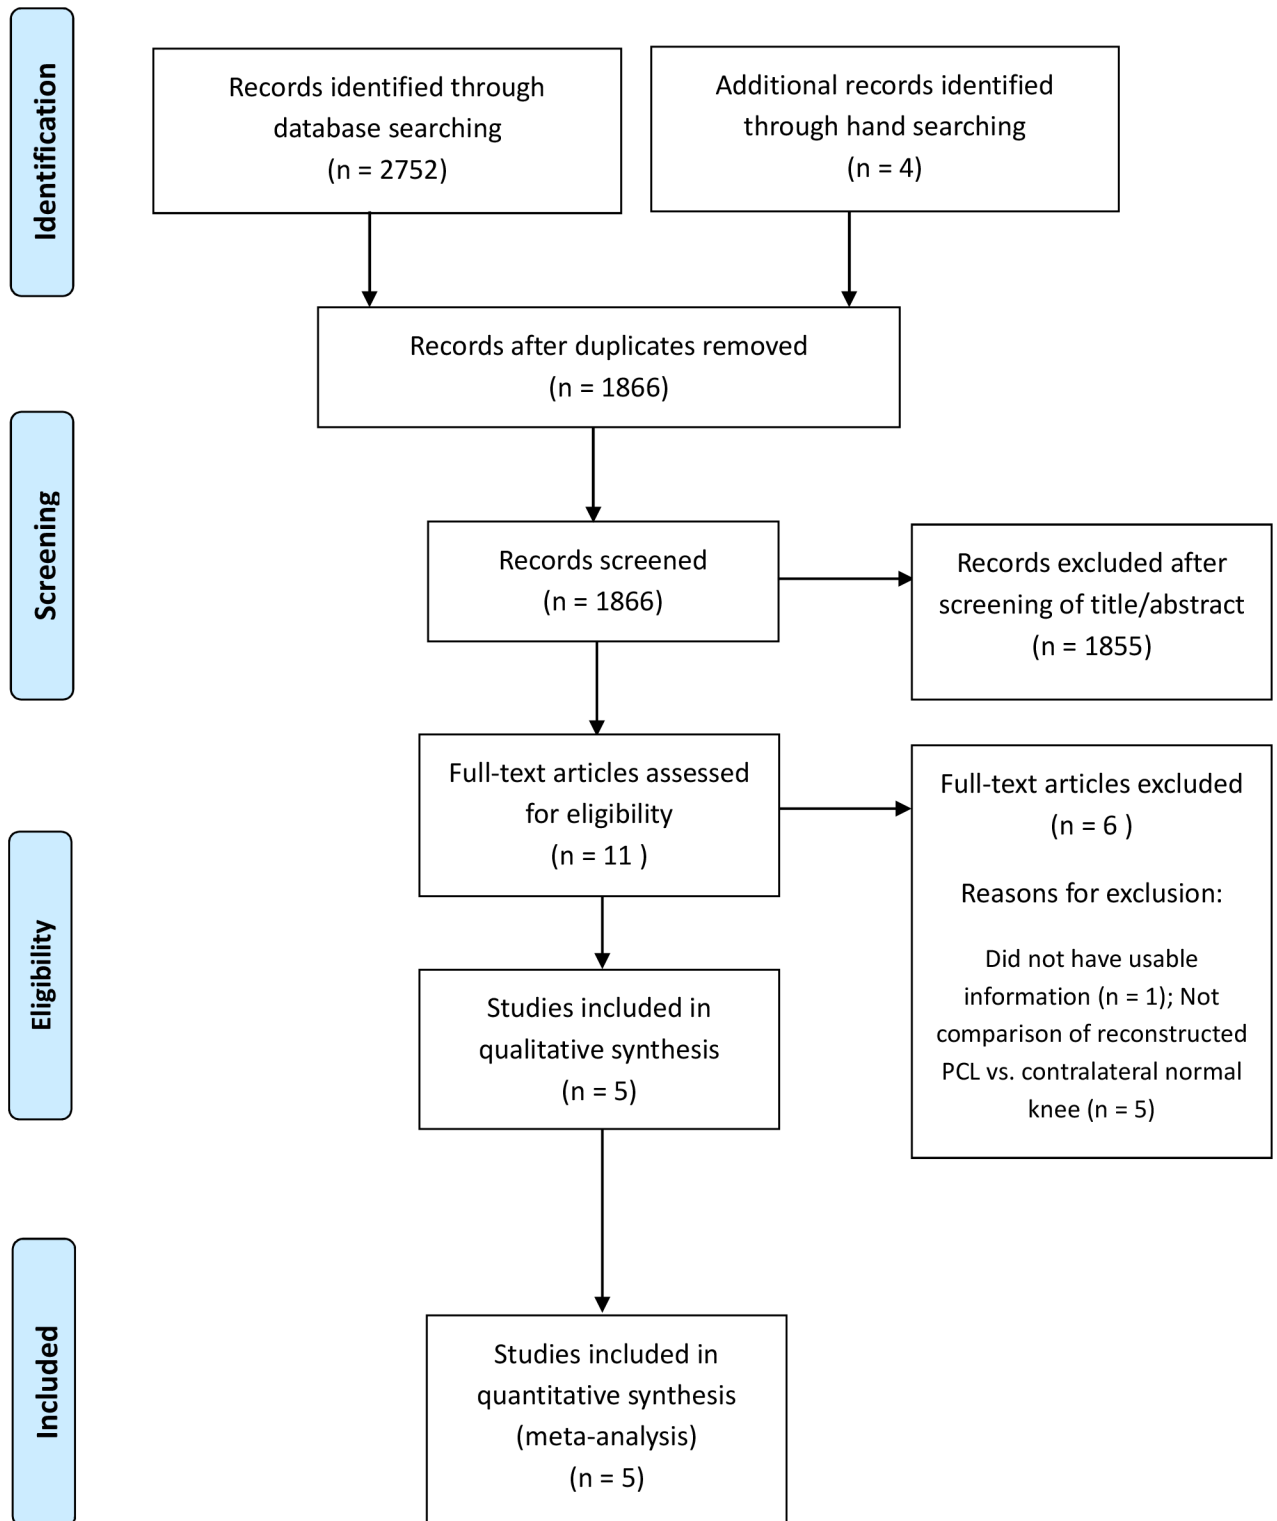 Identification
Records identified through
database searching
(n = 2752)
Additional records identified
through hand searching
(n = 4)
Records after duplicates removed
(n = 1866)
Screening
Records screened
(n = 1866)
Records excluded after
screening of title/abstract
(n = 1855)
Full-text articles assessed
for eligibility
(n = 11 )
Full-text articles excluded
(n = 6 )
Reasons for exclusion:
Did not have usable
information (n = 1); Not
comparison of reconstructed
PCL vs. contralateral normal
knee (n = 5)
Eligibility
Studies included in
qualitative synthesis
(n = 5)
Included
Studies included in
quantitative synthesis
(meta-analysis)
(n = 5)